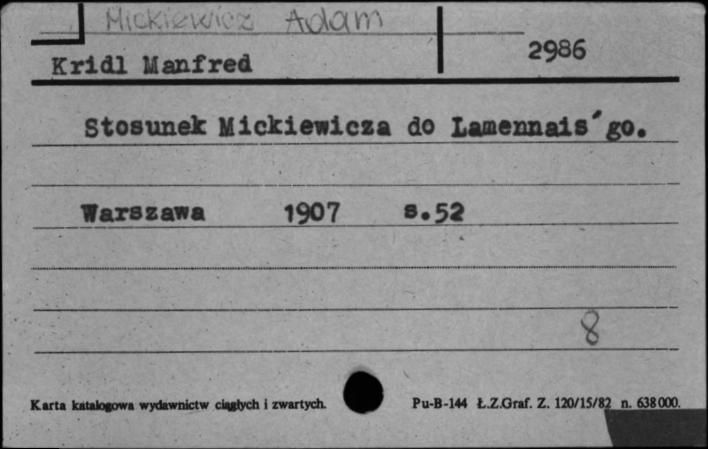 Mickiewicz Adam
Kridl Manfred 2986
Stosunek Mickiewicza do Lamennais'go.
Warszawa 1907 s.52
8
Karta katalogowa wydawnictw ciągłych i zwartych. Pu-B-144 Ł.Z.Graf. Z. 120/15/82 n. 638000.